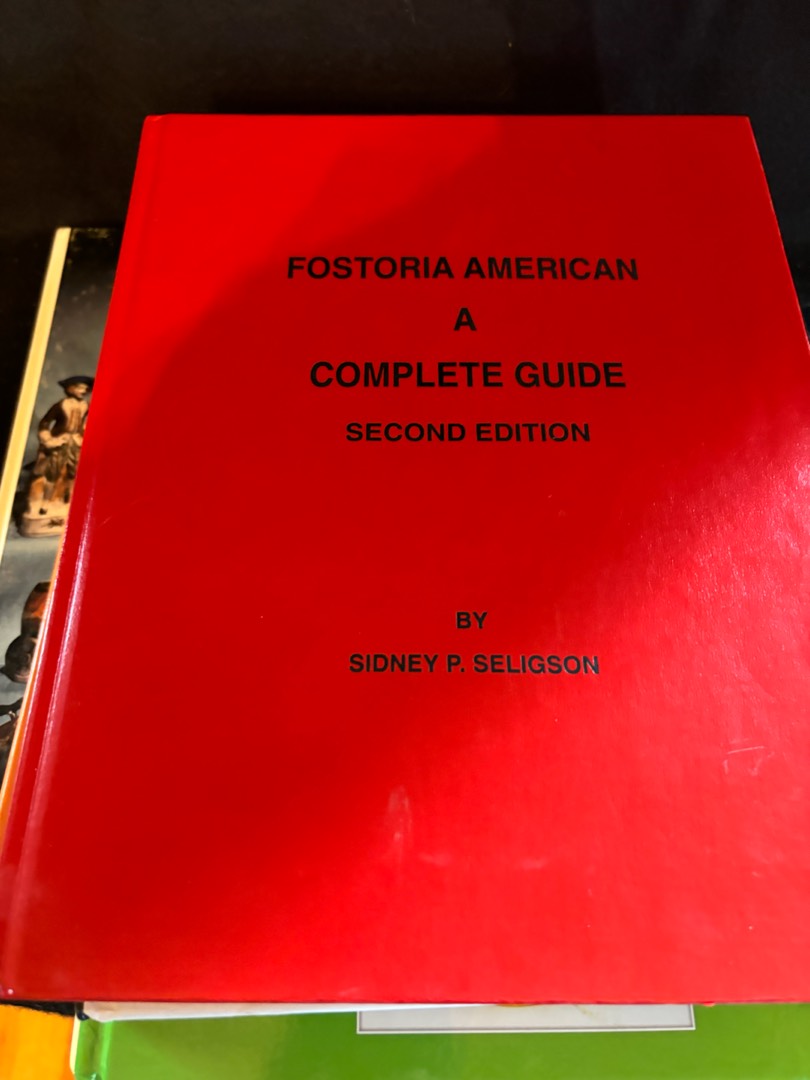 FOSTORIA AMERICAN
A
COMPLETE GUIDE
SECOND EDITION
BY
SIDNEY P. SELIGSON